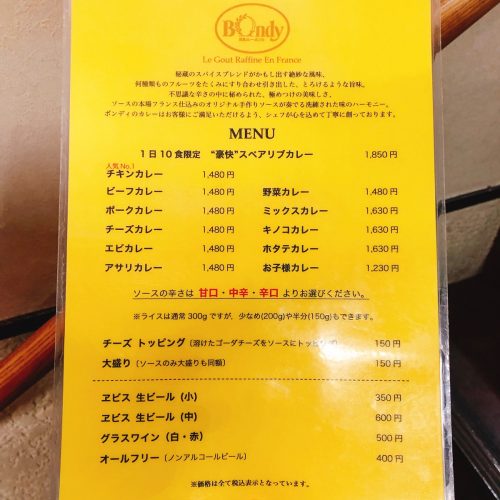 Bondy
Le Gout Raffine En France
秘蔵のスパイスブレンドがかもし出す絶妙な風味、
何種類ものフルーツをたくみにすり合わせ引き出した、とろけるような旨味。
不思議な辛さの中に秘められた、極めつけの美味しさ、
ソースの本場フランス仕込みのオリジナル手作りソースが奏でる洗練された味のハーモニー。
ボンディのカレーはお客様にご満足いただけるよう、シェフが心を込めて丁寧に創っております。
MENU
1日10食限定 “豪快”スペアリブカレー 1,850円
人気No.1
チキンカレー 1,480円
ビーフカレー 1,480円 野菜カレー 1,480円
ポークカレー 1,480円 ミックスカレー 1,630円
チーズカレー 1,480円 キノコカレー 1,630円
エビカレー 1,480円 ホタテカレー 1,630円
アサリカレー 1,480円 お子様カレー 1,230円
ソースの辛さは 甘口・中辛・辛口 よりお選びください。
※ライスは通常300gですが、少なめ(200g)や半分(150g)もできます。
チーズ トッピング〔溶けたゴーダチーズをソースにトッピング〕 150円
大盛り〔ソースのみ大盛りも同額〕 150円
ヱビス 生ビール (小) 350円
ヱビス 生ビール (中) 600円
グラスワイン (白・赤) 500円
オールフリー (ノンアルコールビール) 400円
※価格は全て税込表示となっています。